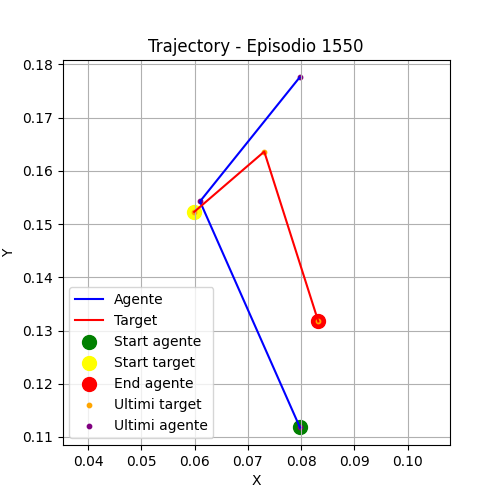 Trajectory - Episodio 1550
0.18
0.17
0.16
0.15
0.14
0.13
0.12
0.11
Y
Agente
Target
Start agente
Start target
End agente
Ultimi target
Ultimi agente
0.04 0.05 0.06 0.07 0.08 0.09 0.10
X